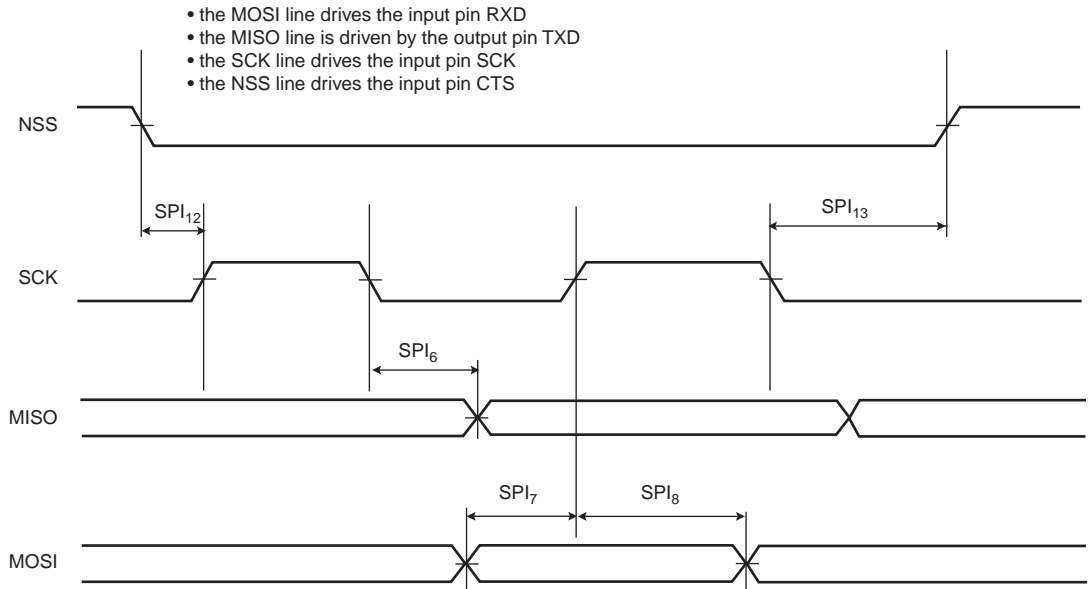 • the MOSI line drives the input pin RXD
• the MISO line is driven by the output pin TXD
• the SCK line drives the input pin SCK
• the NSS line drives the input pin CTS
NSS
SPI12
SPI13
SCK
SPI6
MISO
SPI7
SPI8
MOSI